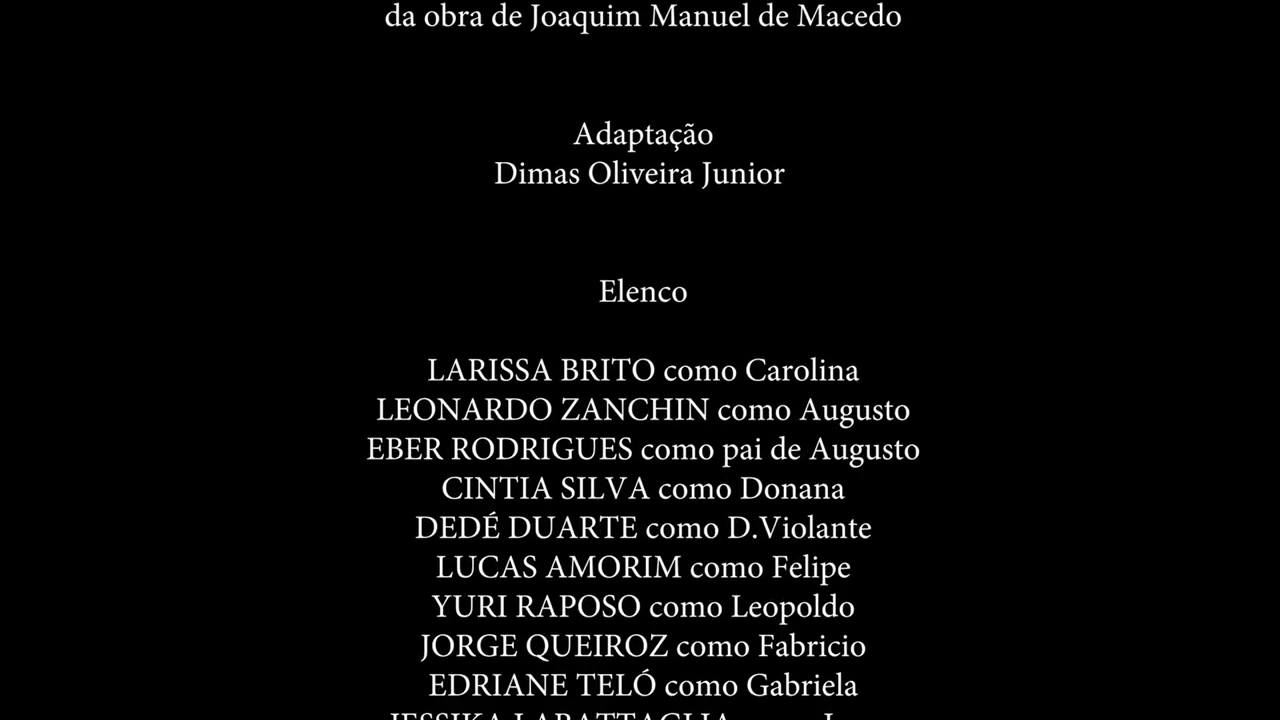 da obra de Joaquim Manuel de Macedo
Adaptação
Dimas Oliveira Junior
Elenco
LARISSA BRITO como Carolina
LEONARDO ZANCHIN como Augusto
EBER RODRIGUES como pai de Augusto
CINTIA SILVA como Donana
DEDÉ DUARTE como D.Violante
LUCAS AMORIM como Felipe
YURI RAPOSO como Leopoldo
JORGE QUEIROZ como Fabricio
EDRIANE TELÓ como Gabriela